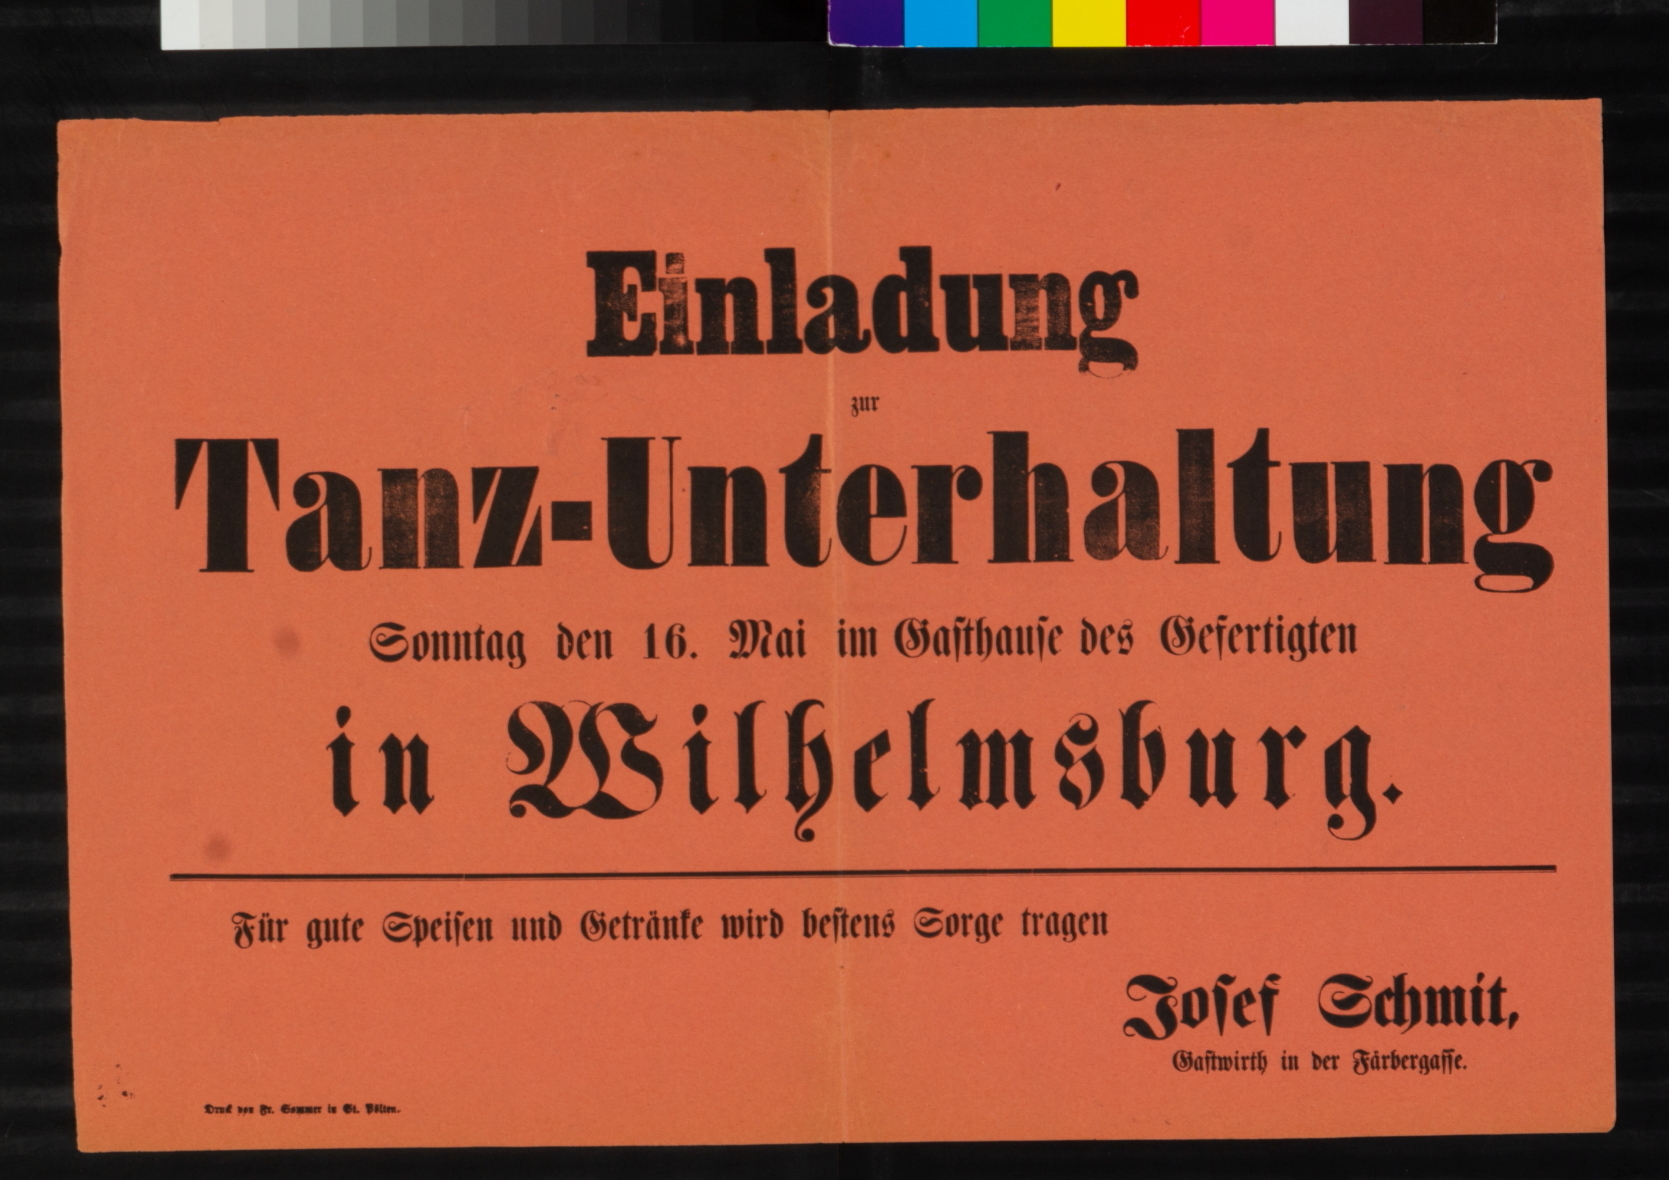 Einladung
zur
Tanz-Unterhaltung
Sonntag den 16. Mai im Gaſthauſe des Gefertigten
in Wilhelmsburg.
Für gute Speiſen und Getränke wird beſtens Sorge tragen
Joſef Schmit,
Gaſtwirth in der Färbergaſſe.
Druck von Fr. Sommer in St. Pölten.